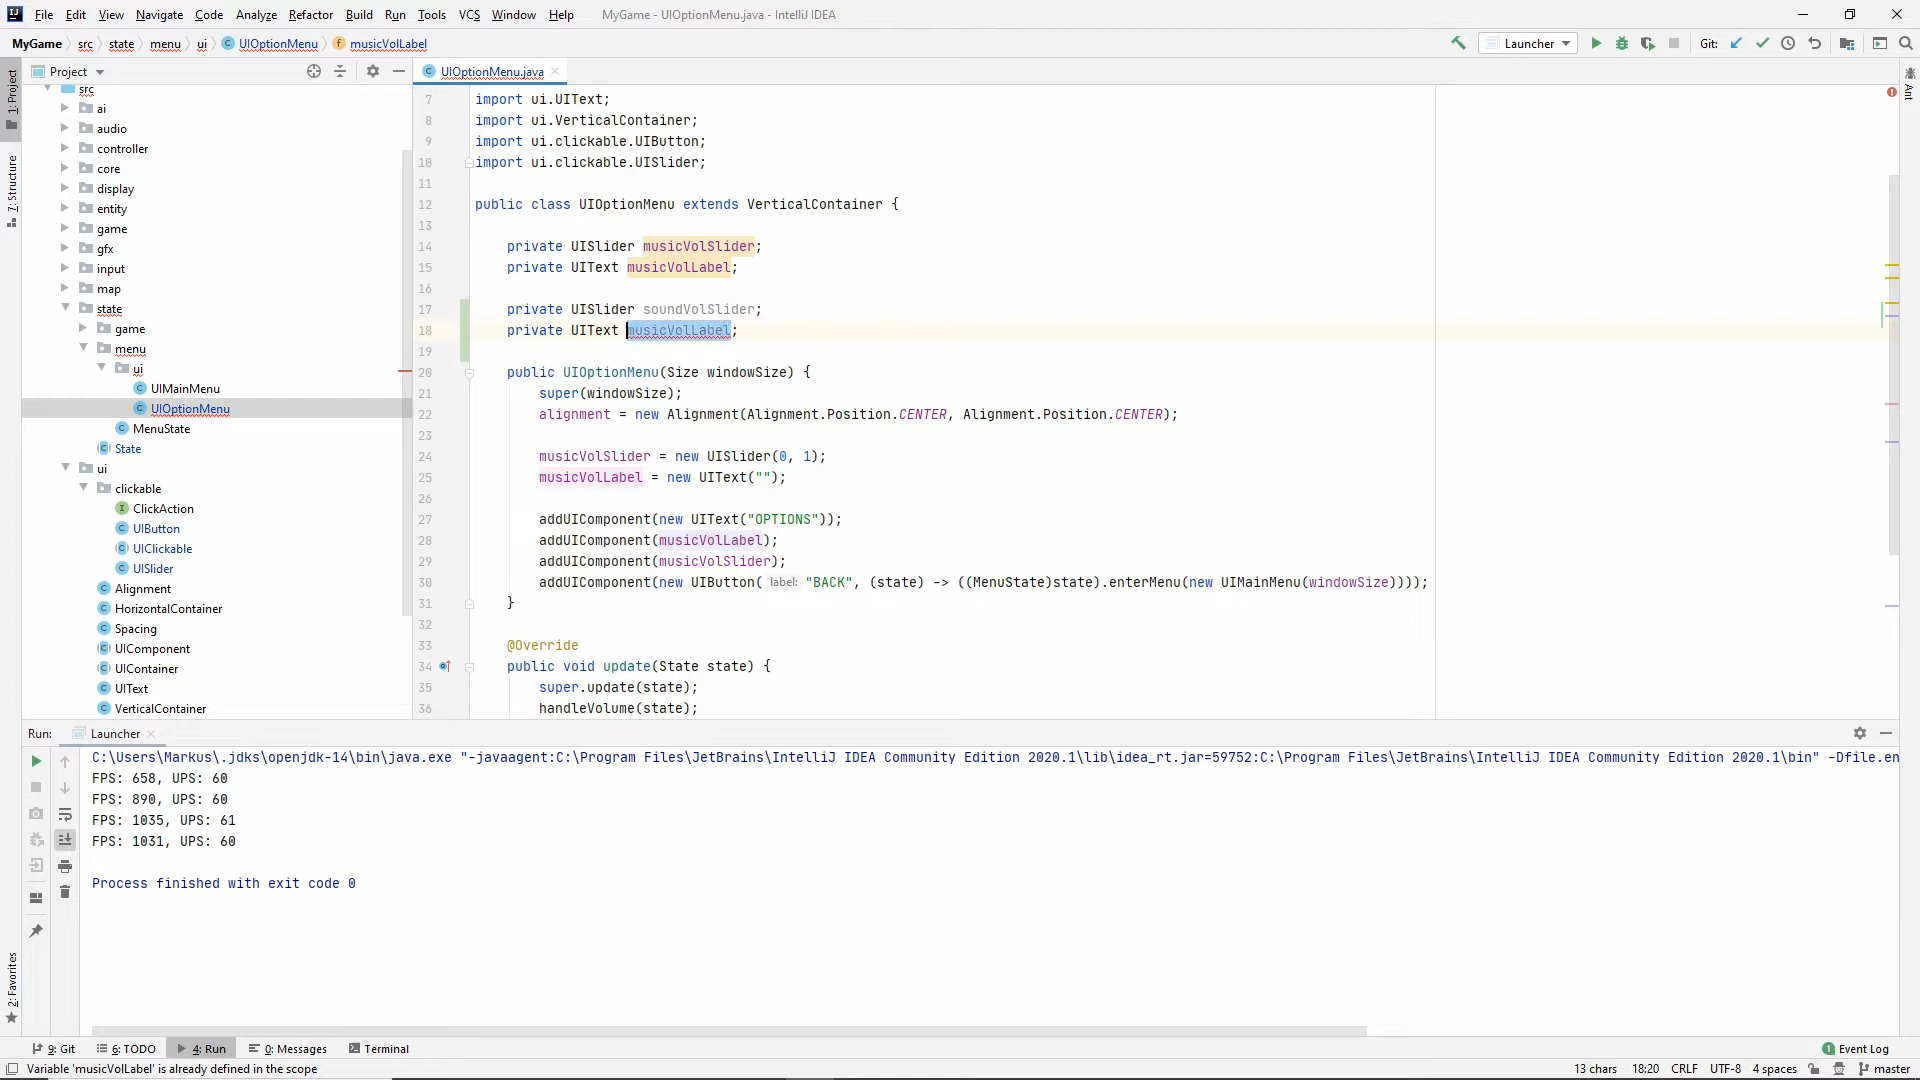 File Edit View Navigate Code Analyze Refactor Build Run Tools VCS Window Help MyGame - UIOptionMenu.java - IntelliJ IDEA
MyGame src state menu ui UIOptionMenu musicVolLabel Launcher Git:
Project
UIOptionMenu.java
1: Project
7: Structure
2: Favorites
Ant
src
ai
audio
controller
core
display
entity
game
gfx
input
map
state
game
menu
ui
UIMainMenu
UIOptionMenu
MenuState
State
ui
clickable
ClickAction
UIButton
UIClickable
UISlider
Alignment
HorizontalContainer
Spacing
UIComponent
UIContainer
UIText
VerticalContainer
7 import ui.UIText;
8 import ui.VerticalContainer;
9 import ui.clickable.UIButton;
10 import ui.clickable.UISlider;
11
12 public class UIOptionMenu extends VerticalContainer {
13
14 private UISlider musicVolSlider;
15 private UIText musicVolLabel;
16
17 private UISlider soundVolSlider;
18 private UIText musicVolLabel;
19
20 public UIOptionMenu(Size windowSize) {
21 super(windowSize);
22 alignment = new Alignment(Alignment.Position.CENTER, Alignment.Position.CENTER);
23
24 musicVolSlider = new UISlider(0, 1);
25 musicVolLabel = new UIText("");
26
27 addUIComponent(new UIText("OPTIONS"));
28 addUIComponent(musicVolLabel);
29 addUIComponent(musicVolSlider);
30 addUIComponent(new UIButton( label: "BACK", (state) -> ((MenuState)state).enterMenu(new UIMainMenu(windowSize))));
31 }
32
33 @Override
34 public void update(State state) {
35 super.update(state);
36 handleVolume(state);
Run: Launcher
C:\Users\Markus\.jdks\openjdk-14\bin\java.exe "-javaagent:C:\Program Files\JetBrains\IntelliJ IDEA Community Edition 2020.1\lib\idea_rt.jar=59752:C:\Program Files\JetBrains\IntelliJ IDEA Community Edition 2020.1\bin" -Dfile.en
FPS: 658, UPS: 60
FPS: 890, UPS: 60
FPS: 1035, UPS: 61
FPS: 1031, UPS: 60
Process finished with exit code 0
9: Git 6: TODO 4: Run 0: Messages Terminal 1 Event Log
Variable 'musicVolLabel' is already defined in the scope 13 chars 18:20 CRLF UTF-8 4 spaces master